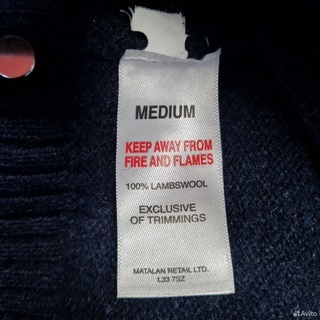 MEDIUM
KEEP AWAY FROM
FIRE AND FLAMES
100% LAMBSWOOL
EXCLUSIVE
OF TRIMMINGS
MATALAN RETAIL LTD.
L33 7SZ
Avito